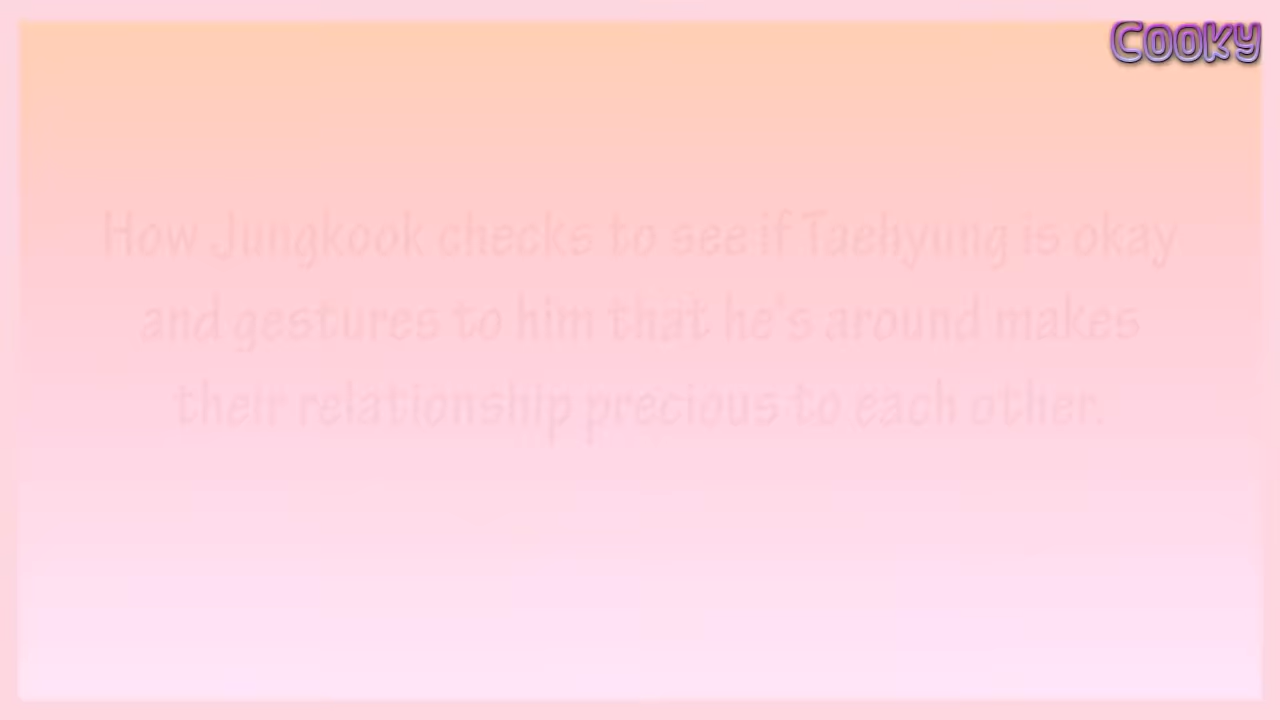 Cooky
How Jungkook checks to see if Taehyung is okay
and gestures to him that he's around makes
their relationship precious to each other.